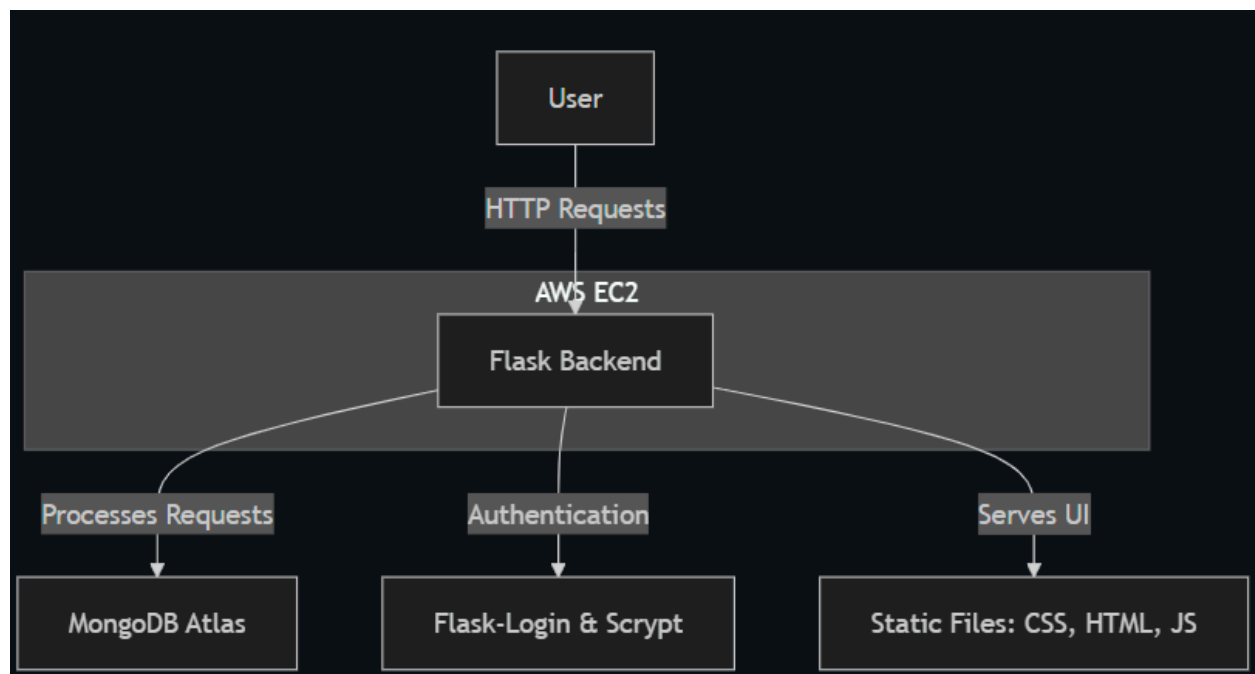 User
HTTP Requests
AWS EC2
Flask Backend
Processes Requests
Authentication
Serves UI
MongoDB Atlas
Flask-Login & Scrypt
Static Files: CSS, HTML, JS